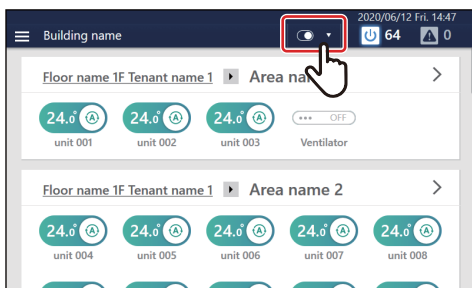 2020/06/12 Fri. 14:47
Building name
64
0
Floor name 1F Tenant name 1 Area na
24.0° A 24.0° A 24.0° A ••• OFF
unit 001 unit 002 unit 003 Ventilator
Floor name 1F Tenant name 1 Area name 2
24.0° A 24.0° A 24.0° A 24.0° A 24.0° A
unit 004 unit 005 unit 006 unit 007 unit 008